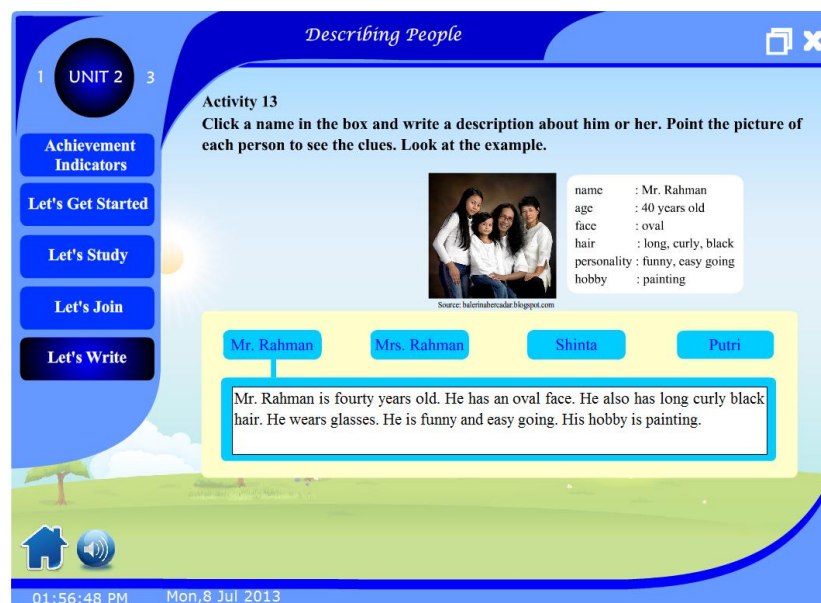 Describing People
1 UNIT 2 3
Activity 13
Click a name in the box and write a description about him or her. Point the picture of
each person to see the clues. Look at the example.
Achievement
Indicators
Let's Get Started
Let's Study
Let's Join
Let's Write
name : Mr. Rahman
age : 40 years old
face : oval
hair : long, curly, black
personality : funny, easy going
hobby : painting
Source: balerinabercadar.blogspot.com
Mr. Rahman
Mrs. Rahman
Shinta
Putri
Mr. Rahman is fourty years old. He has an oval face. He also has long curly black
hair. He wears glasses. He is funny and easy going. His hobby is painting.
01:56:48 PM Mon,8 Jul 2013